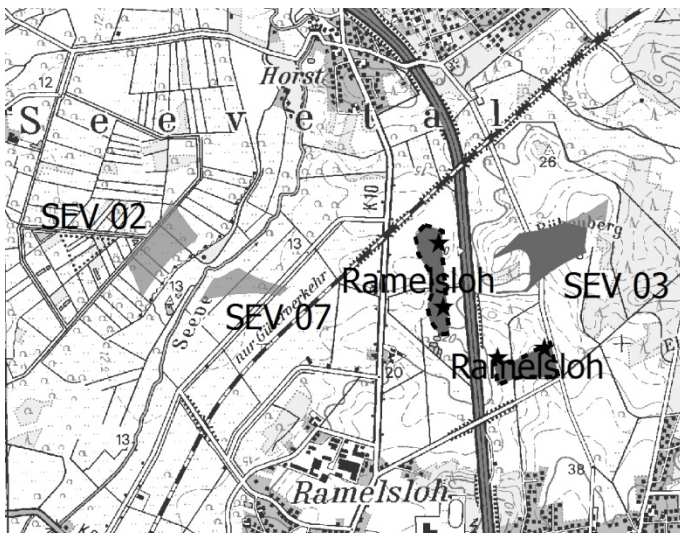 12
Horst
Seevetal
26
SEV 02
K10
13
Ramelsloh
SEV 03
13
SEV 07
nur Güterverkehr
Seeve
Ramelsloh
20
13
Ramelsloh
38